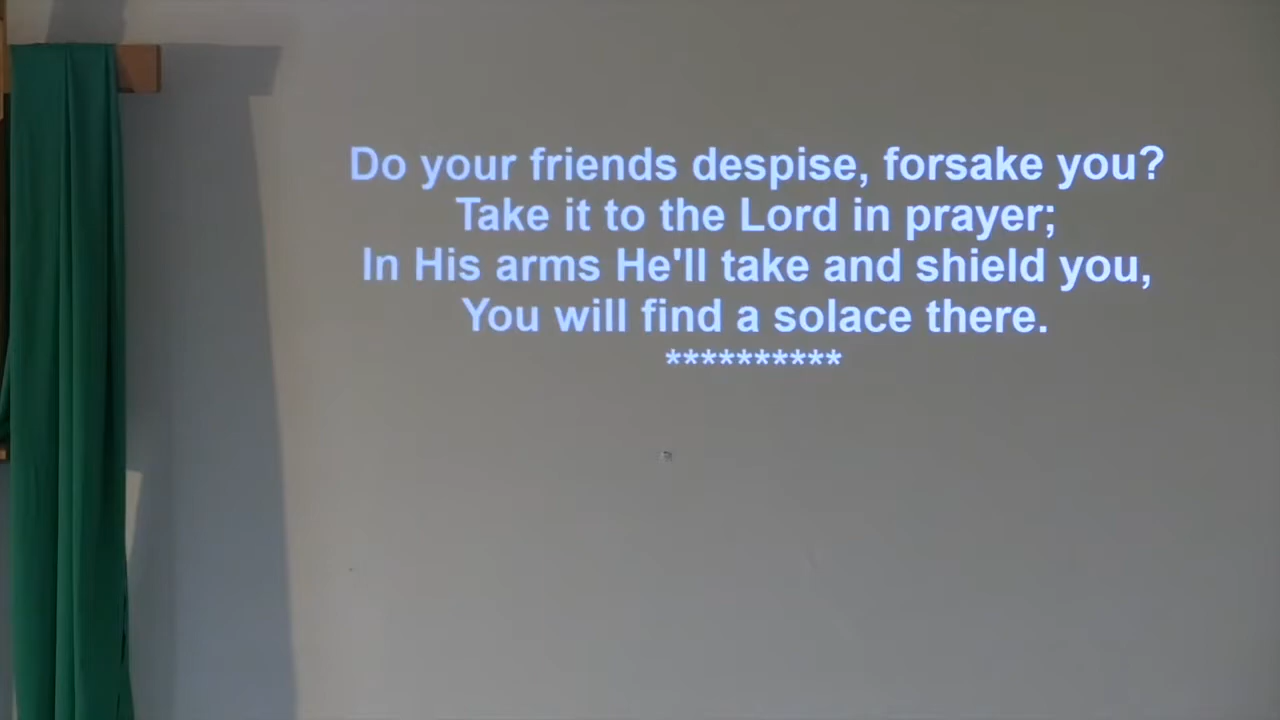 Do your friends despise, forsake you?
Take it to the Lord in prayer;
In His arms He'll take and shield you,
You will find a solace there.
**********